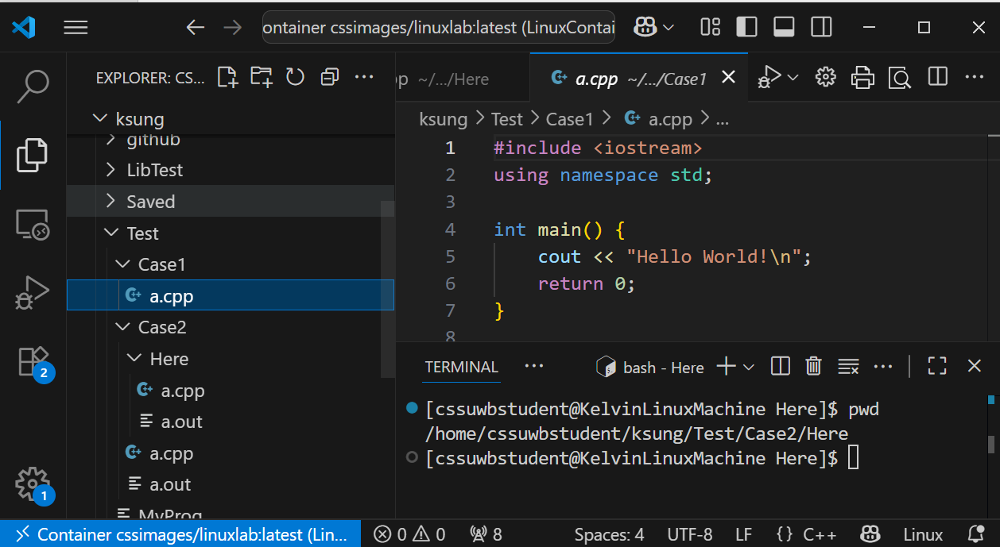 ontainer cssimages/linuxlab:latest (LinuxContai
EXPLORER: CS...
ksung
github
LibTest
Saved
Test
Case1
a.cpp
Case2
Here
a.cpp
a.out
a.cpp
a.out
MyProg
2
1
pp ~/.../Here
a.cpp ~/.../Case1
ksung > Test > Case1 > a.cpp > ...
1 #include <iostream>
2 using namespace std;
3
4 int main() {
5 cout << "Hello World!\n";
6 return 0;
7 }
8
TERMINAL ...
bash - Here
[cssuwbstudent@KelvinLinuxMachine Here]$ pwd
/home/cssuwbstudent/ksung/Test/Case2/Here
[cssuwbstudent@KelvinLinuxMachine Here]$
Container cssimages/linuxlab:latest (Lin... 0 0 8 Spaces: 4 UTF-8 LF {} C++ Linux